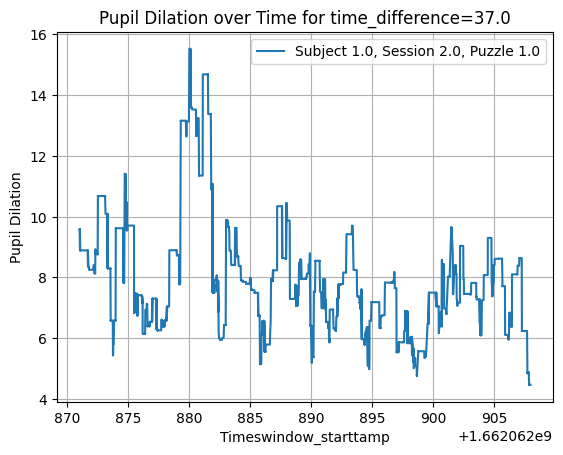 Pupil Dilation over Time for time_difference=37.0
Subject 1.0, Session 2.0, Puzzle 1.0
Pupil Dilation
16
14
12
10
8
6
4
870 875 880 885 890 895 900 905
Timeswindow_starttamp
+1.662062e9